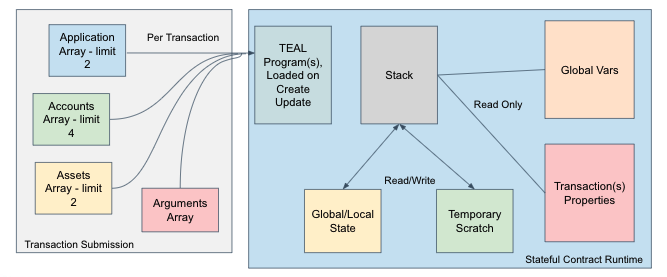 Application
Array - limit
2
Per Transaction
Accounts
Array - limit
4
Assets
Array - limit
2
Arguments
Array
Transaction Submission
TEAL
Program(s),
Loaded on
Create
Update
Stack
Global Vars
Read Only
Read/Write
Global/Local
State
Temporary
Scratch
Transaction(s)
Properties
Stateful Contract Runtime